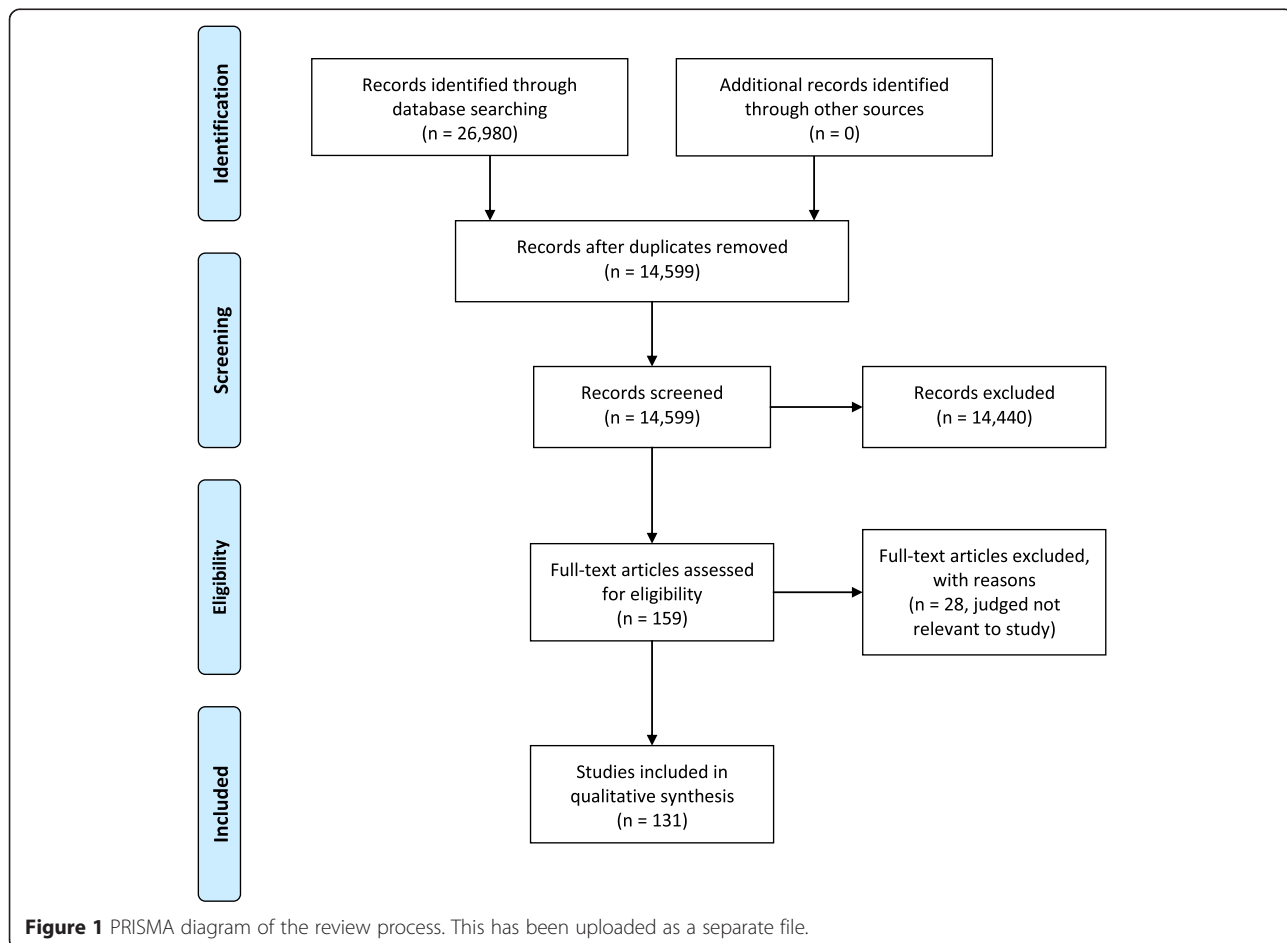 Identification
Records identified through
database searching
(n = 26,980)
Additional records identified
through other sources
(n = 0)
Records after duplicates removed
(n = 14,599)
Screening
Records screened
(n = 14,599)
Records excluded
(n = 14,440)
Eligibility
Full-text articles assessed
for eligibility
(n = 159)
Full-text articles excluded,
with reasons
(n = 28, judged not
relevant to study)
Included
Studies included in
qualitative synthesis
(n = 131)
Figure 1 PRISMA diagram of the review process. This has been uploaded as a separate file.